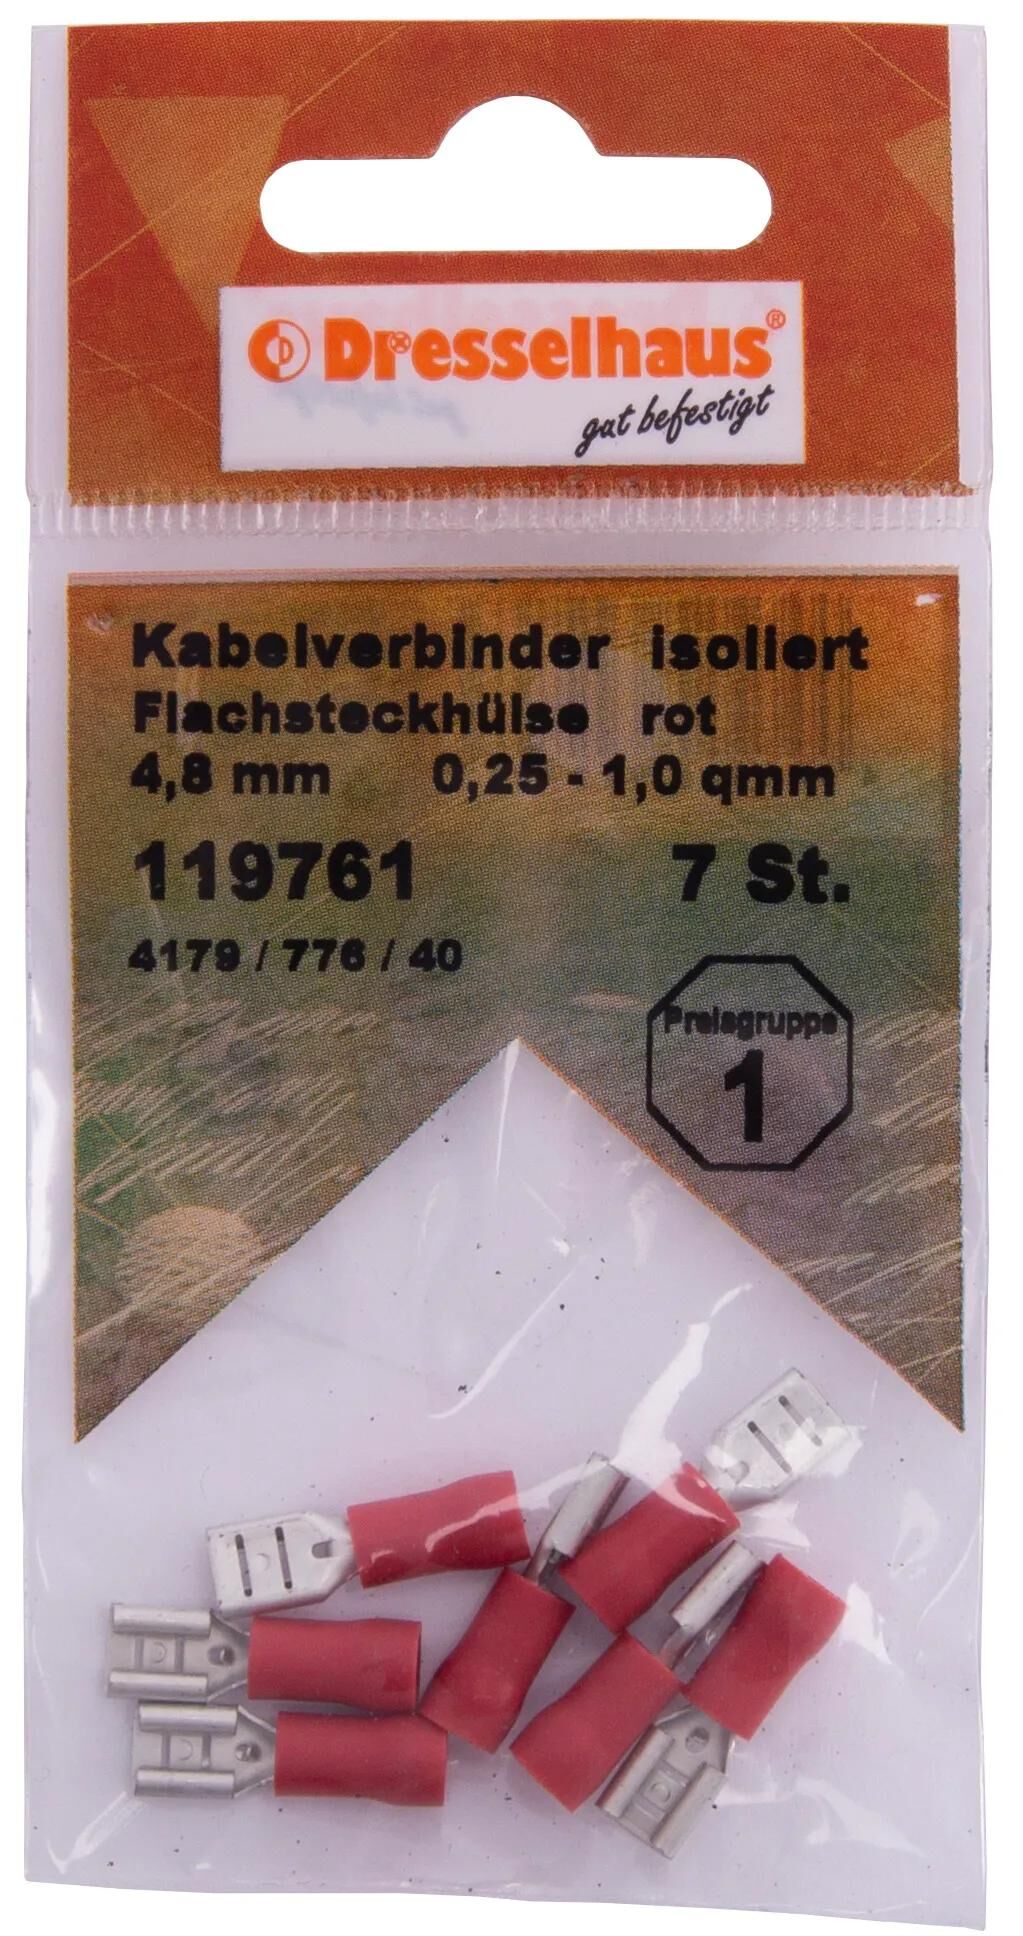 Dresselhaus®
gut befestigt
Kabelverbinder isoliert
Flachsteckhülse rot
4,8 mm 0,25 - 1,0 qmm
119761 7 St.
4179 / 776 / 40
Preisgruppe
1